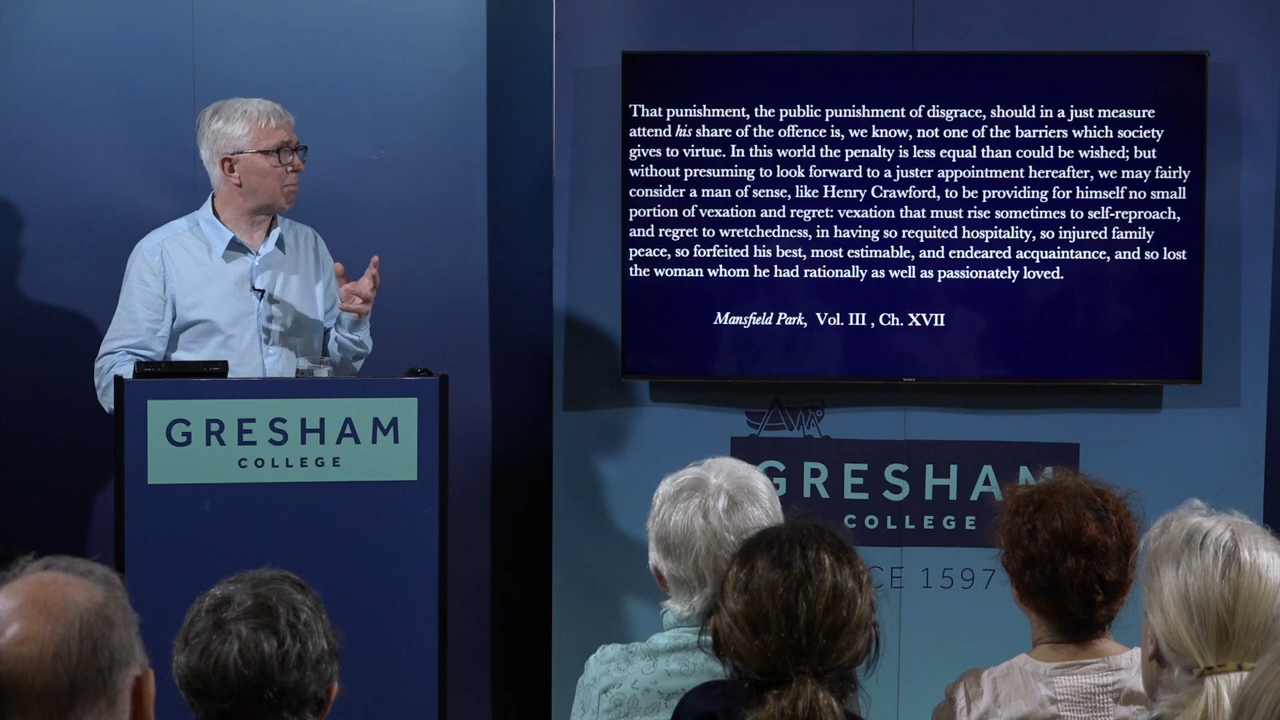 That punishment, the public punishment of disgrace, should in a just measure
attend his share of the offence is, we know, not one of the barriers which society
gives to virtue. In this world the penalty is less equal than could be wished; but
without presuming to look forward to a juster appointment hereafter, we may fairly
consider a man of sense, like Henry Crawford, to be providing for himself no small
portion of vexation and regret: vexation that must rise sometimes to self-reproach,
and regret to wretchedness, in having so requited hospitality, so injured family
peace, so forfeited his best, most estimable, and endeared acquaintance, and so lost
the woman whom he had rationally as well as passionately loved.
Mansfield Park, Vol. III , Ch. XVII
GRESHAM
COLLEGE
GRESHAM
COLLEGE
1597